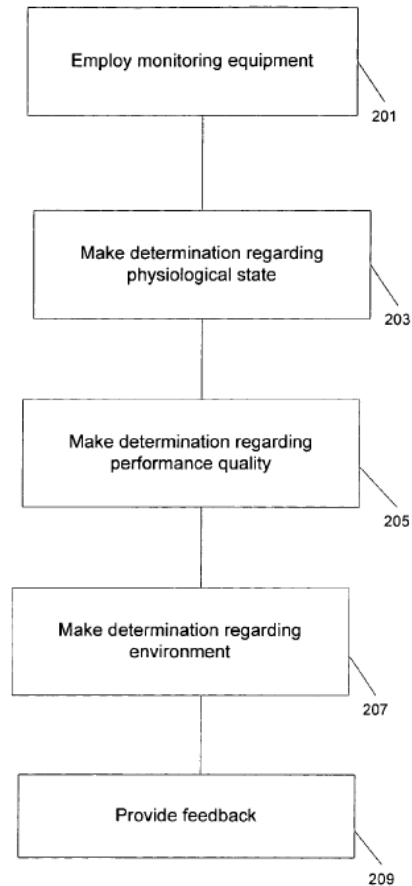 Employ monitoring equipment
201
Make determination regarding
physiological state
203
Make determination regarding
performance quality
205
Make determination regarding
environment
207
Provide feedback
209